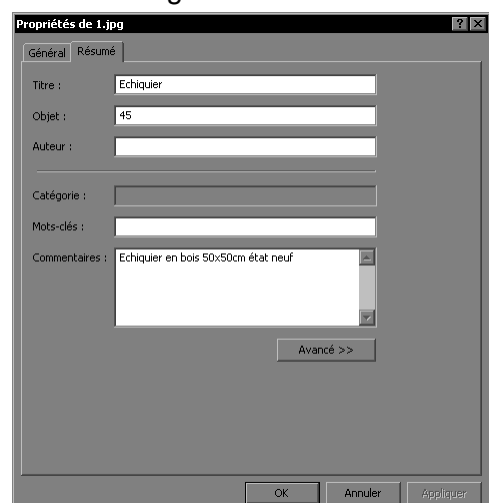 Propriétés de 1.jpg
Général Résumé
Titre : Echiquier
Objet : 45
Auteur :
Catégorie :
Mots-clés :
Commentaires : Echiquier en bois 50x50cm état neuf
Avancé >>
OK Annuler Appliquer